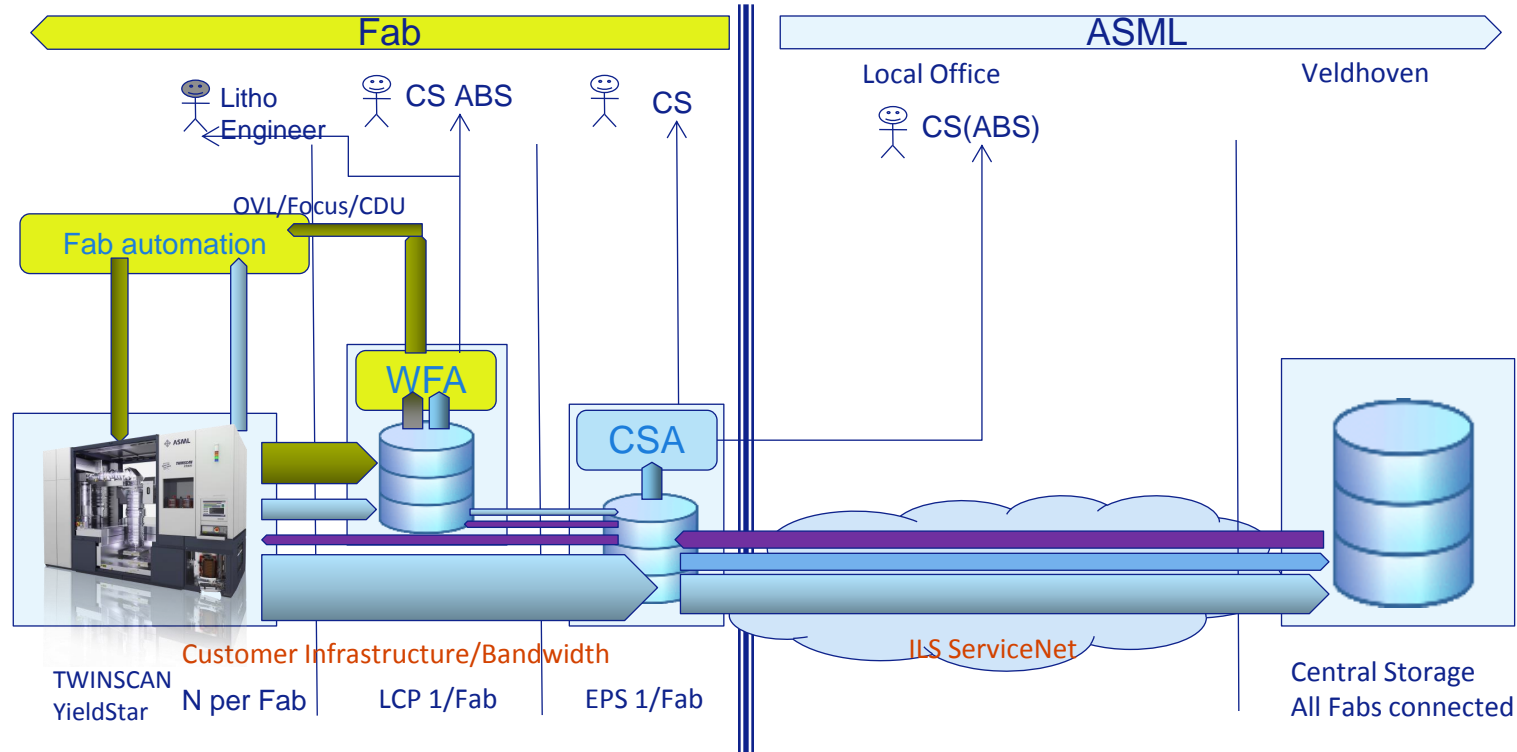 Fab
ASML
Local Office
Veldhoven
Litho
Engineer
CS ABS
CS
CS(ABS)
OVL/Focus/CDU
Fab automation
WFA
CSA
ASML
Customer Infrastructure/Bandwidth
ILS ServiceNet
TWINSCAN
YieldStar
N per Fab
LCP 1/Fab
EPS 1/Fab
Central Storage
All Fabs connected